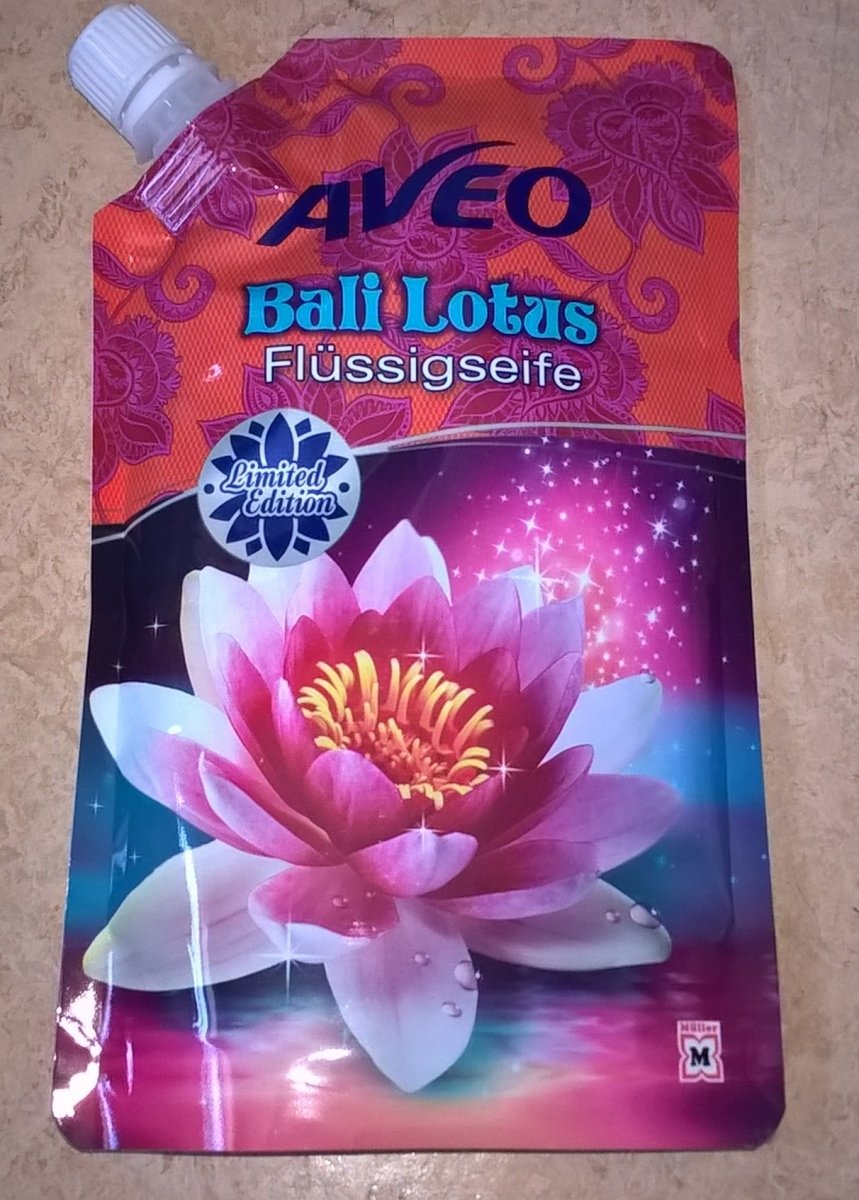 AVEO
Bali Lotus
Flüssigseife
Limited
Edition
Müller
M